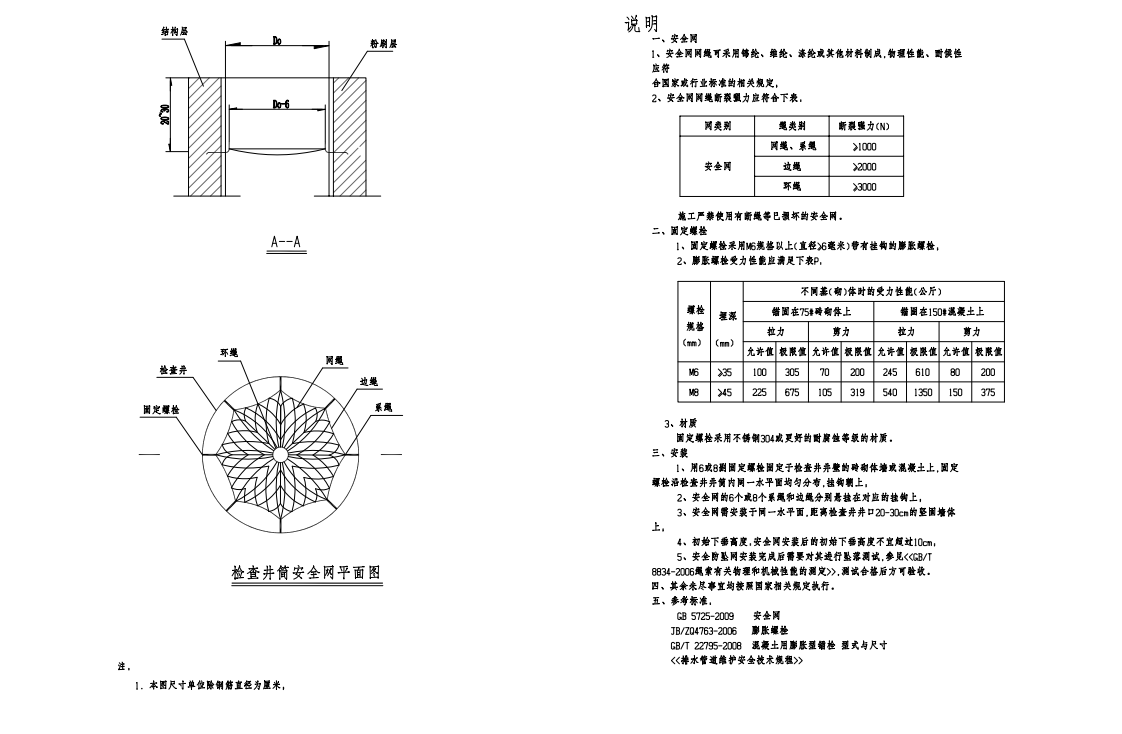 结构层
Do
粉刷层
Do-6
20~30
A--A
环绳
网绳
检查井
边绳
固定螺栓
系绳
检查井筒安全网平面图
注:
1. 本图尺寸单位除钢筋直径为厘米;
说明
一、安全网
1、安全网网绳可采用锦纶、维纶、涤纶或其他材料制成,物理性能、耐候性
应符
合国家或行业标准的相关规定;
2、安全网网绳断裂强力应符合下表:
网类别 绳类别 断裂强力(N)
安全网 网绳、系绳 ≥1000
边绳 ≥2000
环绳 ≥3000
施工严禁使用有断绳等已损坏的安全网。
二、固定螺栓
1、固定螺栓采用M6规格以上(直径≥6毫米)带有挂钩的膨胀螺栓;
2、膨胀螺栓受力性能应满足下表P:
螺栓规格(mm) 埋深(mm) 不同基(砌)体时的受力性能(公斤)
锚固在75#砖砌体上 锚固在150#混凝土上
拉力 剪力 拉力 剪力
允许值 极限值 允许值 极限值 允许值 极限值 允许值 极限值
M6 ≥35 100 305 70 200 245 610 80 200
M8 ≥45 225 675 105 319 540 1350 150 375
3、材质
固定螺栓采用不锈钢304或更好的耐腐蚀等级的材质。
三、安装
1、用6或8割固定螺栓固定于检查井井壁的砖砌体墙或混凝土上,固定
螺栓沿检查井井筒内同一水平面均匀分布,挂钩朝上;
2、安全网的6个或8个系绳和边绳分别悬挂在对应的挂钩上;
3、安全网需安装于同一水平面,距离检查井井口20-30cm的坚固墙体
上;
4、初始下垂高度:安全网安装后的初始下垂高度不宜超过10cm;
5、安全防坠网安装完成后需要对其进行坠落测试,参见<<GB/T
8834-2006绳索有关物理和机械性能的测定>>,测试合格后方可验收。
四、其余未尽事宜均按照国家相关规定执行。
五、参考标准:
GB 5725-2009 安全网
JB/ZQ4763-2006 膨胀螺栓
GB/T 22795-2008 混凝土用膨胀型锚栓 型式与尺寸
<<排水管道维护安全技术规程>>